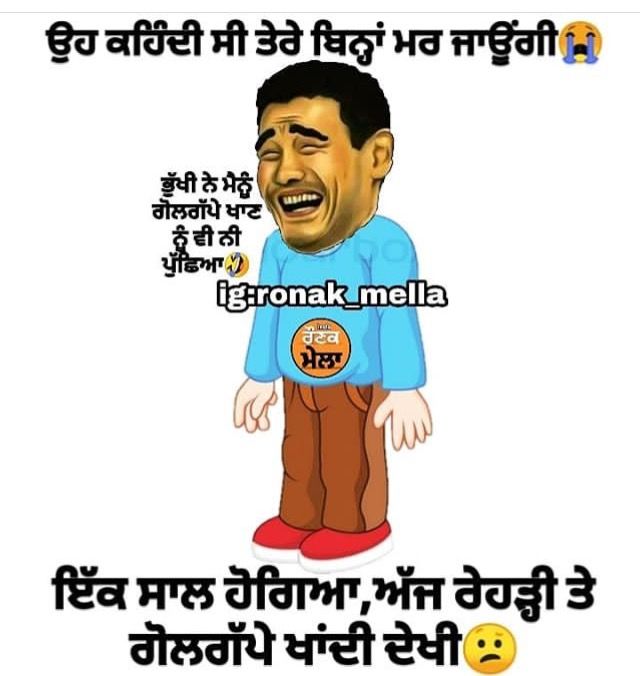 ਉਹ ਕਹਿੰਦੀ ਸੀ ਤੇਰੇ ਬਿਨ੍ਹਾਂ ਮਰ ਜਾਊਂਗੀ😭
ਭੁੱਖੀ ਨੇ ਮੈਨੂੰ
ਗੋਲਗੱਪੇ ਖਾਣ
ਨੂੰ ਵੀ ਨੀ
ਪੁੱਛਿਆ🤣
ig:ronak_mella
ਰੌਣਕ
ਮੇਲਾ
ਇੱਕ ਸਾਲ ਹੋਗਿਆ,ਅੱਜ ਰੇਹੜ੍ਹੀ ਤੇ
ਗੋਲਗੱਪੇ ਖਾਂਦੀ ਦੇਖੀ😕